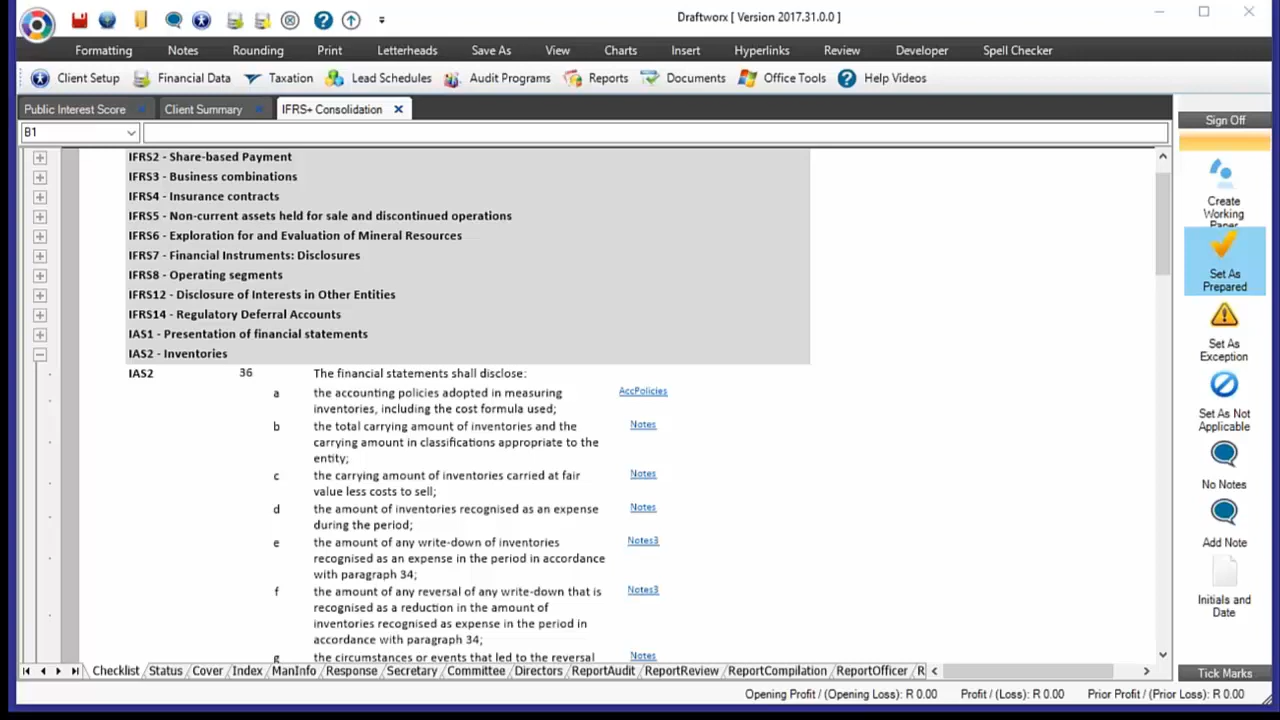 Draftworx [ Version 2017.31.0.0 ]
Formatting Notes Rounding Print Letterheads Save As View Charts Insert Hyperlinks Review Developer Spell Checker
Client Setup Financial Data Taxation Lead Schedules Audit Programs Reports Documents Office Tools Help Videos
Public Interest Score Client Summary IFRS+ Consolidation
B1
IFRS2 - Share-based Payment
IFRS3 - Business combinations
IFRS4 - Insurance contracts
IFRS5 - Non-current assets held for sale and discontinued operations
IFRS6 - Exploration for and Evaluation of Mineral Resources
IFRS7 - Financial Instruments: Disclosures
IFRS8 - Operating segments
IFRS12 - Disclosure of Interests in Other Entities
IFRS14 - Regulatory Deferral Accounts
IAS1 - Presentation of financial statements
IAS2 - Inventories
IAS2 36 The financial statements shall disclose:
a the accounting policies adopted in measuring AccPolicies
inventories, including the cost formula used;
b the total carrying amount of inventories and the Notes
carrying amount in classifications appropriate to the
entity;
c the carrying amount of inventories carried at fair Notes
value less costs to sell;
d the amount of inventories recognised as an expense Notes
during the period;
e the amount of any write-down of inventories Notes3
recognised as an expense in the period in accordance
with paragraph 34;
f the amount of any reversal of any write-down that is Notes3
recognised as a reduction in the amount of
inventories recognised as expense in the period in
accordance with paragraph 34;
g the circumstances or events that led to the reversal Notes
Checklist Status Cover Index ManInfo Response Secretary Committee Directors ReportAudit ReportReview ReportCompilation ReportOfficer R
Opening Profit / (Opening Loss): R 0.00 Profit / (Loss): R 0.00 Prior Profit / (Prior Loss): R 0.00
Sign Off
Create
Working
Paper
Set As
Prepared
Set As
Exception
Set As Not
Applicable
No Notes
Add Note
Initials and
Date
Tick Marks